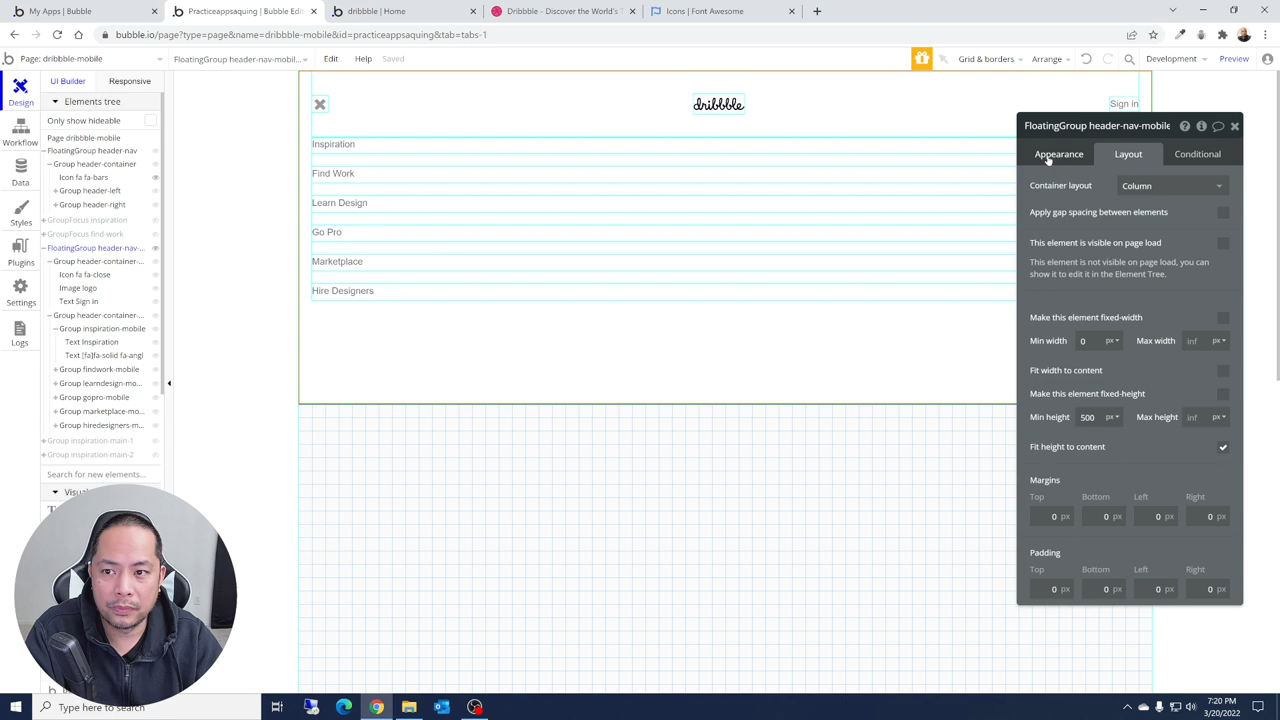 My Apps | Bubble
Practiceappsaquing | Bubble Edit
dribbble - mobile | Home
Dribbble - Discover the World's T
Icons | Font Awesome
bubble.io/page?type=page&name=dribbble-mobile&id=practiceappsaquing&tab=tabs-1
Page: dribbble-mobile
FloatingGroup header-nav-mobil...
Edit
Help
Saved
Grid & borders
Arrange
Development
Preview
UI Builder
Responsive
Design
Workflow
Data
Styles
Plugins
Settings
Logs
Elements tree
Only show hideable
Page dribbble-mobile
FloatingGroup header-nav
Group header-container
Icon fa fa-bars
Group header-left
Group header-right
GroupFocus inspiration
GroupFocus find-work
FloatingGroup header-nav-...
Group header-container-...
Icon fa fa-close
Image logo
Text Sign in
Group header-container-...
Group inspiration-mobile
Text Inspiration
Text [fa]fa-solid fa-angl
Group findwork-mobile
Group learndesign-mo...
Group gopro-mobile
Group marketplace-mo...
Group hiredesigners-m...
Group inspiration-main-1
Group inspiration-main-2
Search for new elements...
dribbble
Sign in
Inspiration
Find Work
Learn Design
Go Pro
Marketplace
Hire Designers
FloatingGroup header-nav-mobile
Appearance
Layout
Conditional
Container layout
Column
Apply gap spacing between elements
This element is visible on page load
This element is not visible on page load, you can
show it to edit it in the Element Tree.
Make this element fixed-width
Min width 0 px
Max width inf px
Fit width to content
Make this element fixed-height
Min height 500 px
Max height inf px
Fit height to content
Margins
Top Bottom Left Right
0 px 0 px 0 px 0 px
Padding
Top Bottom Left Right
0 px 0 px 0 px 0 px
Type here to search
7:20 PM
3/20/2022